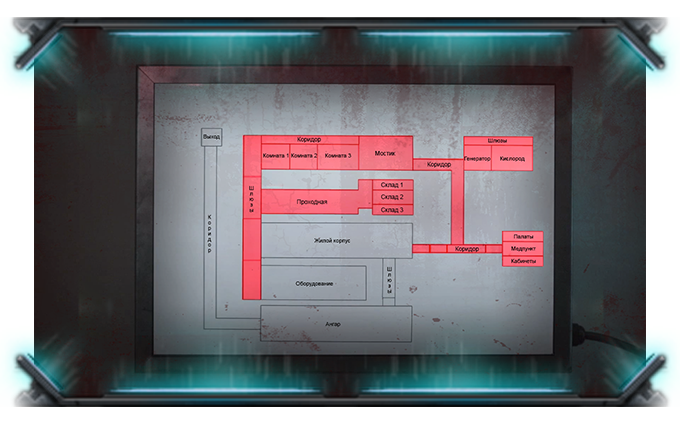 Выход
Коридор
Комната 1 Комната 2 Комната 3
Мостик
Шлюзы
Коридор
Генератор Кислород
Шлюзы
Склад 1
Проходная
Склад 2
Склад 3
Коридор
Жилой корпус
Коридор
Палаты
Медпункт
Кабинеты
Шлюзы
Оборудование
Ангар